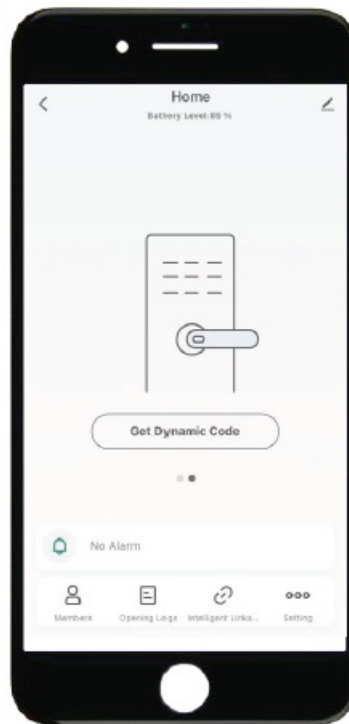 Home
Battery Level:85 %
Get Dynamic Code
No Alarm
Members
Opening Logs
Intelligent Links...
Setting